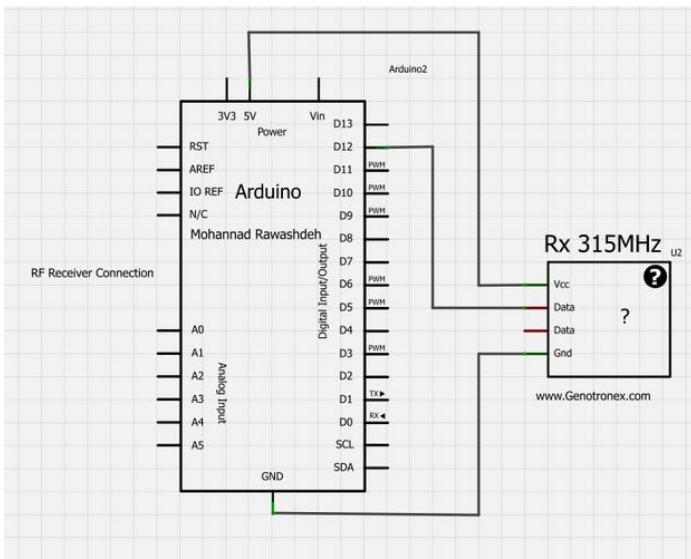 Arduino2
3V3 5V Vin
Power
D13
RST D12
AREF D11 PWM
IO REF Arduino D10 PWM
N/C D9 PWM
Mohannad Rawashdeh D8
Rx 315MHz
U2
D7
RF Receiver Connection
Digital Input/Output
D6 PWM
Vcc
?
D5 PWM
Data
?
A0 D4
Data
A1 D3 PWM
Gnd
A2 D2
Analog Input
A3 D1 TX▶
www.Genotronex.com
A4 D0 RX◀
A5 SCL
SDA
GND